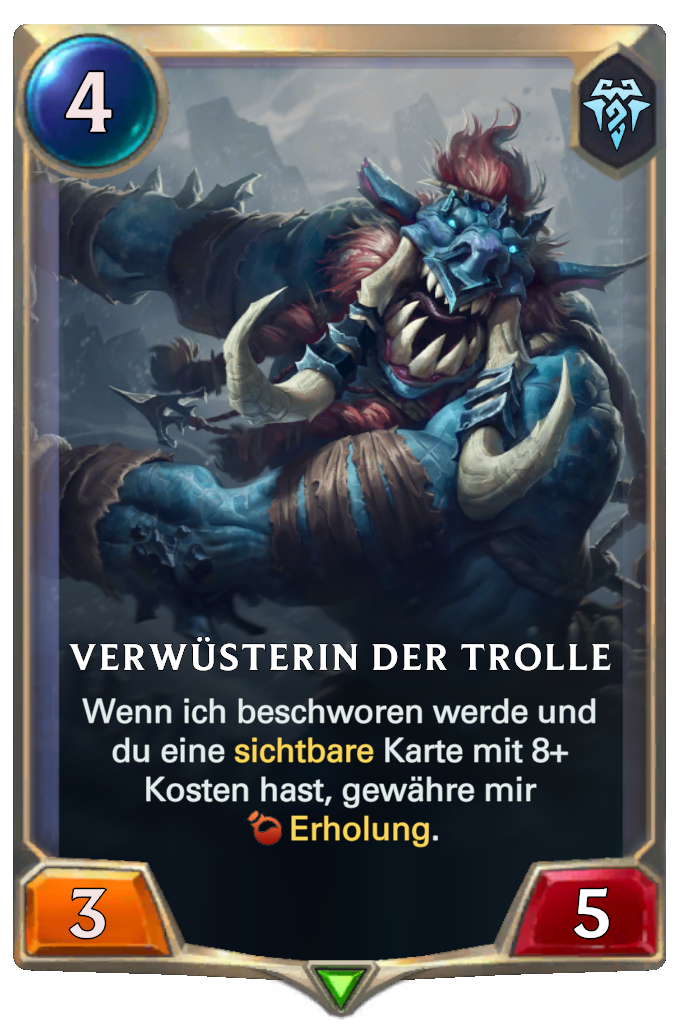 4
VERWÜSTERIN DER TROLLE
Wenn ich beschworen werde und
du eine sichtbare Karte mit 8+
Kosten hast, gewähre mir
Erholung.
3
5